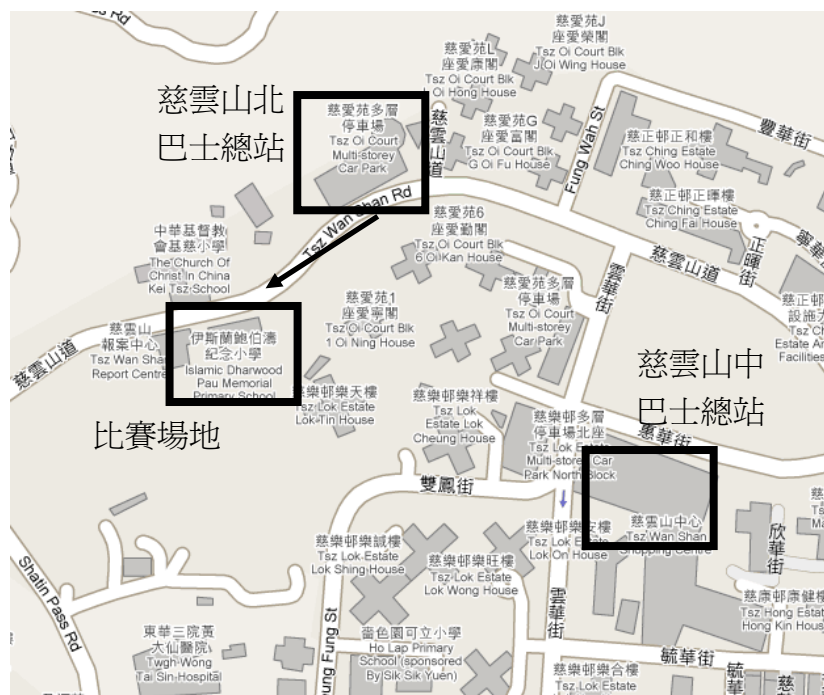 慈愛苑J
座愛榮閣
Tsz Oi Court Blk
J Oi Wing House
慈愛苑L
座愛康閣
Tsz Oi Court Blk
L Oi Hong House
慈雲山北
巴士總站
慈愛苑多層
停車場
Tsz Oi Court
Multi-storey
Car Park
慈雲山道
慈愛苑G
座愛富閣
Tsz Oi Court Blk
G Oi Fu House
Fung Wah St
慈正邨正和樓
Tsz Ching Estate
Ching Woo House
豐華街
慈正邨正暉樓
Tsz Ching Estate
Ching Fai House
正暉街
寧華街
Tsz Wan Shan Rd
慈愛苑6
座愛勤閣
Tsz Oi Court Blk
6 Oi Kan House
中華基督教
會基慈小學
The Church Of
Christ In China
Kei Tsz School
慈雲山道
雲華街
慈愛苑多層
停車場
Tsz Oi Court
Multi-storey
Car Park
慈愛苑1
座愛寧閣
Tsz Oi Court Blk
1 Oi Ning House
慈雲山道
慈雲山
報案中心
Tsz Wan Shan
Report Centre
伊斯蘭鮑伯濤
紀念小學
Islamic Dharwood
Pau Memorial
Primary School
慈樂邨樂天樓
Tsz Lok Estate
Lok Tin House
比賽場地
慈樂邨樂祥樓
Tsz Lok
Estate Lok
Cheung House
慈雲山中
巴士總站
慈樂邨多層
停車場北座
Tsz Lok Estate
Multi-storey Car
Park North Block
惠華街
雙鳳街
慈雲山中心
Tsz Wan Shan
Shopping Centre
慈樂邨樂安樓
Tsz Lok Estate
Lok On House
欣華街
慈樂邨樂誠樓
Tsz Lok Estate
Lok Shing House
慈樂邨樂旺樓
Tsz Lok Estate
Lok Wong House
Shatin Pass Rd
雲華街
慈康邨康健樓
Tsz Hong Estate
Hong Kin House
東華三院黃
大仙醫院
Twgh Wong
Tai Sin Hospital
ung Fung St
嗇色園可立小學
Ho Lap Primary
School (sponsored
By Sik Sik Yuen)
毓華街
毓華
慈樂邨樂合樓
Tsz Lok Estate